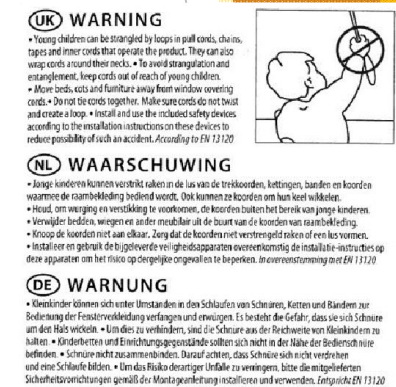 UK WARNING
• Young children can be strangled by loops in pull cords, chains,
tapes and inner cords that operate the product. They can also
wrap cords around their necks. • To avoid strangulation and
entanglement, keep cords out of reach of young children.
• Move beds, cots and furniture away from window covering
cords. • Do not tie cords together. Make sure cords do not twist
and create a loop. • Install and use the included safety devices
according to the installation instructions on these devices to
reduce possibility of such an accident. According to EN 13120
NL WAARSCHUWING
• Jonge kinderen kunnen verstrikt raken in de lus van de trekkoorden, kettingen, banden en koorden
waarmee de raambekleding bediend wordt. Ook kunnen ze koorden om hun keel wikkelen.
• Houd, om wurging en verstikking te voorkomen, de koorden buiten het bereik van jonge kinderen.
• Verwijder bedden, wiegen en ander meubilair uit de buurt van de koorden van raambekleding.
• Knoop de koorden niet aan elkaar. Zorg dat de koorden niet verstrengeld raken of een lus vormen.
• Installeer en gebruik de bijgeleverde veiligheidsapparaten overeenkomstig de installatie-instructies op
deze apparaten om het risico op dergelijke ongevallen te beperken. In overeenstemming met EN 13120
DE WARNUNG
• Kleinkinder können sich unter Umständen in den Schlaufen von Schnüren, Ketten und Bändern zur
Bedienung der Fensterverkleidung verfangen und erwürgen. Es besteht die Gefahr, dass sie sich Schnüre
um den Hals wickeln. • Um dies zu verhindern, sind die Schnüre aus der Reichweite von Kleinkindern zu
halten. • Kinderbetten und Einrichtungsgegenstände sollten sich nicht in der Nähe der Bedienschnüre
befinden. • Schnüre nicht zusammenbinden. Darauf achten, dass Schnüre sich nicht verdrehen
und eine Schlaufe bilden. • Um das Risiko derartiger Unfälle zu verringern, bitte die mitgelieferten
Sicherheitsvorrichtungen gemäß der Montageanleitung installieren und verwenden. Entspricht EN 13120